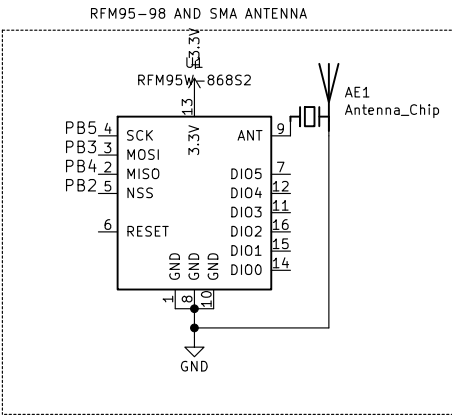 RFM95-98 AND SMA ANTENNA
3.3V
U1
RFM95W-868S2
AE1
Antenna_Chip
13
3.3V
PB5 4 SCK
ANT 9
PB3 3 MOSI
PB4 2 MISO
DIO5 7
PB2 5 NSS
DIO4 12
DIO3 11
6 RESET
DIO2 16
DIO1 15
DIO0 14
GND GND GND
1 8 10
GND